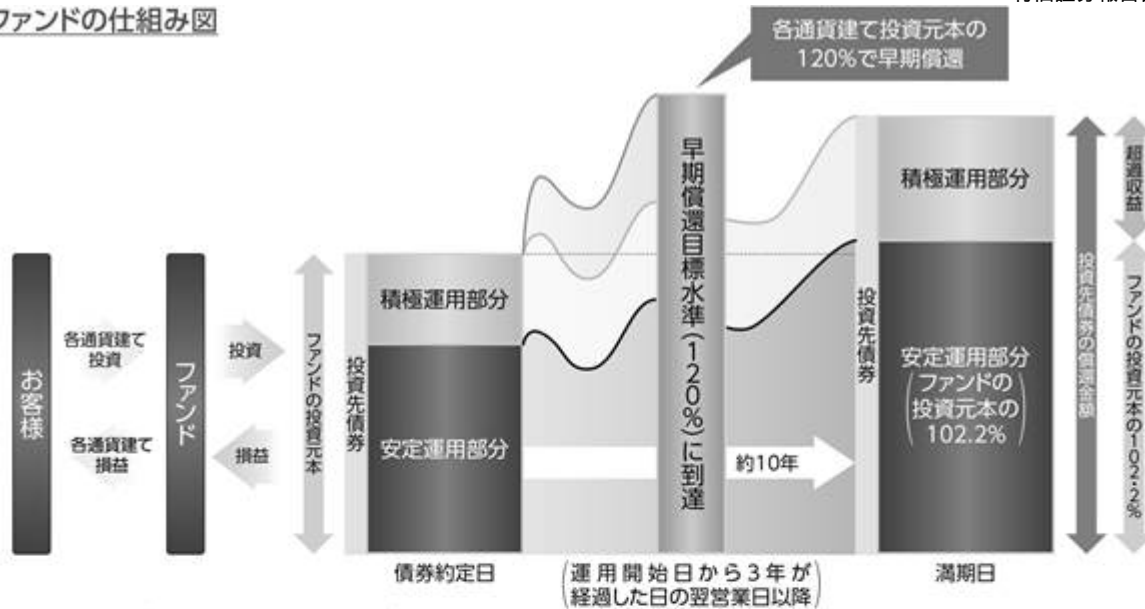 ファンドの仕組み図
各通貨建て投資元本の
120%で早期償還
お客様
各通貨建て
投資
各通貨建て
損益
ファンド
投資
損益
ファンドの投資元本
投資先債券
積極運用部分
安定運用部分
早期償還目標水準(120%)に到達
約10年
投資先債券
積極運用部分
安定運用部分
(ファンドの
投資元本の
102.2%)
投資先債券の償還金額
超過収益
ファンドの投資元本の102.2%
債券約定日
(運用開始日から3年が
経過した日の翌営業日以降)
満期日